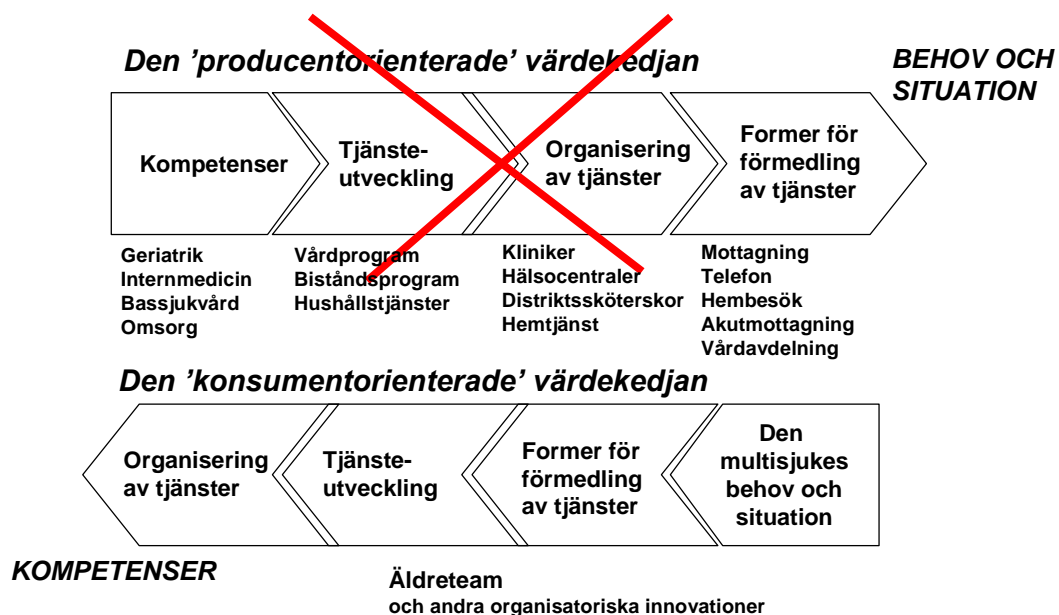 Den ’producentorienterade’ värdekedjan
BEHOV OCH
SITUATION
Kompetenser
Tjänste-
utveckling
Organisering
av tjänster
Former för
förmedling
av tjänster
Geriatrik
Internmedicin
Bassjukvård
Omsorg
Vårdprogram
Biståndsprogram
Hushållstjänster
Kliniker
Hälsocentraler
Distriktssköterskor
Hemtjänst
Mottagning
Telefon
Hembesök
Akutmottagning
Vårdavdelning
Den ’konsumentorienterade’ värdekedjan
Organisering
av tjänster
Tjänste-
utveckling
Former för
förmedling
av tjänster
Den
multisjukes
behov och
situation
KOMPETENSER
Äldreteam
och andra organisatoriska innovationer